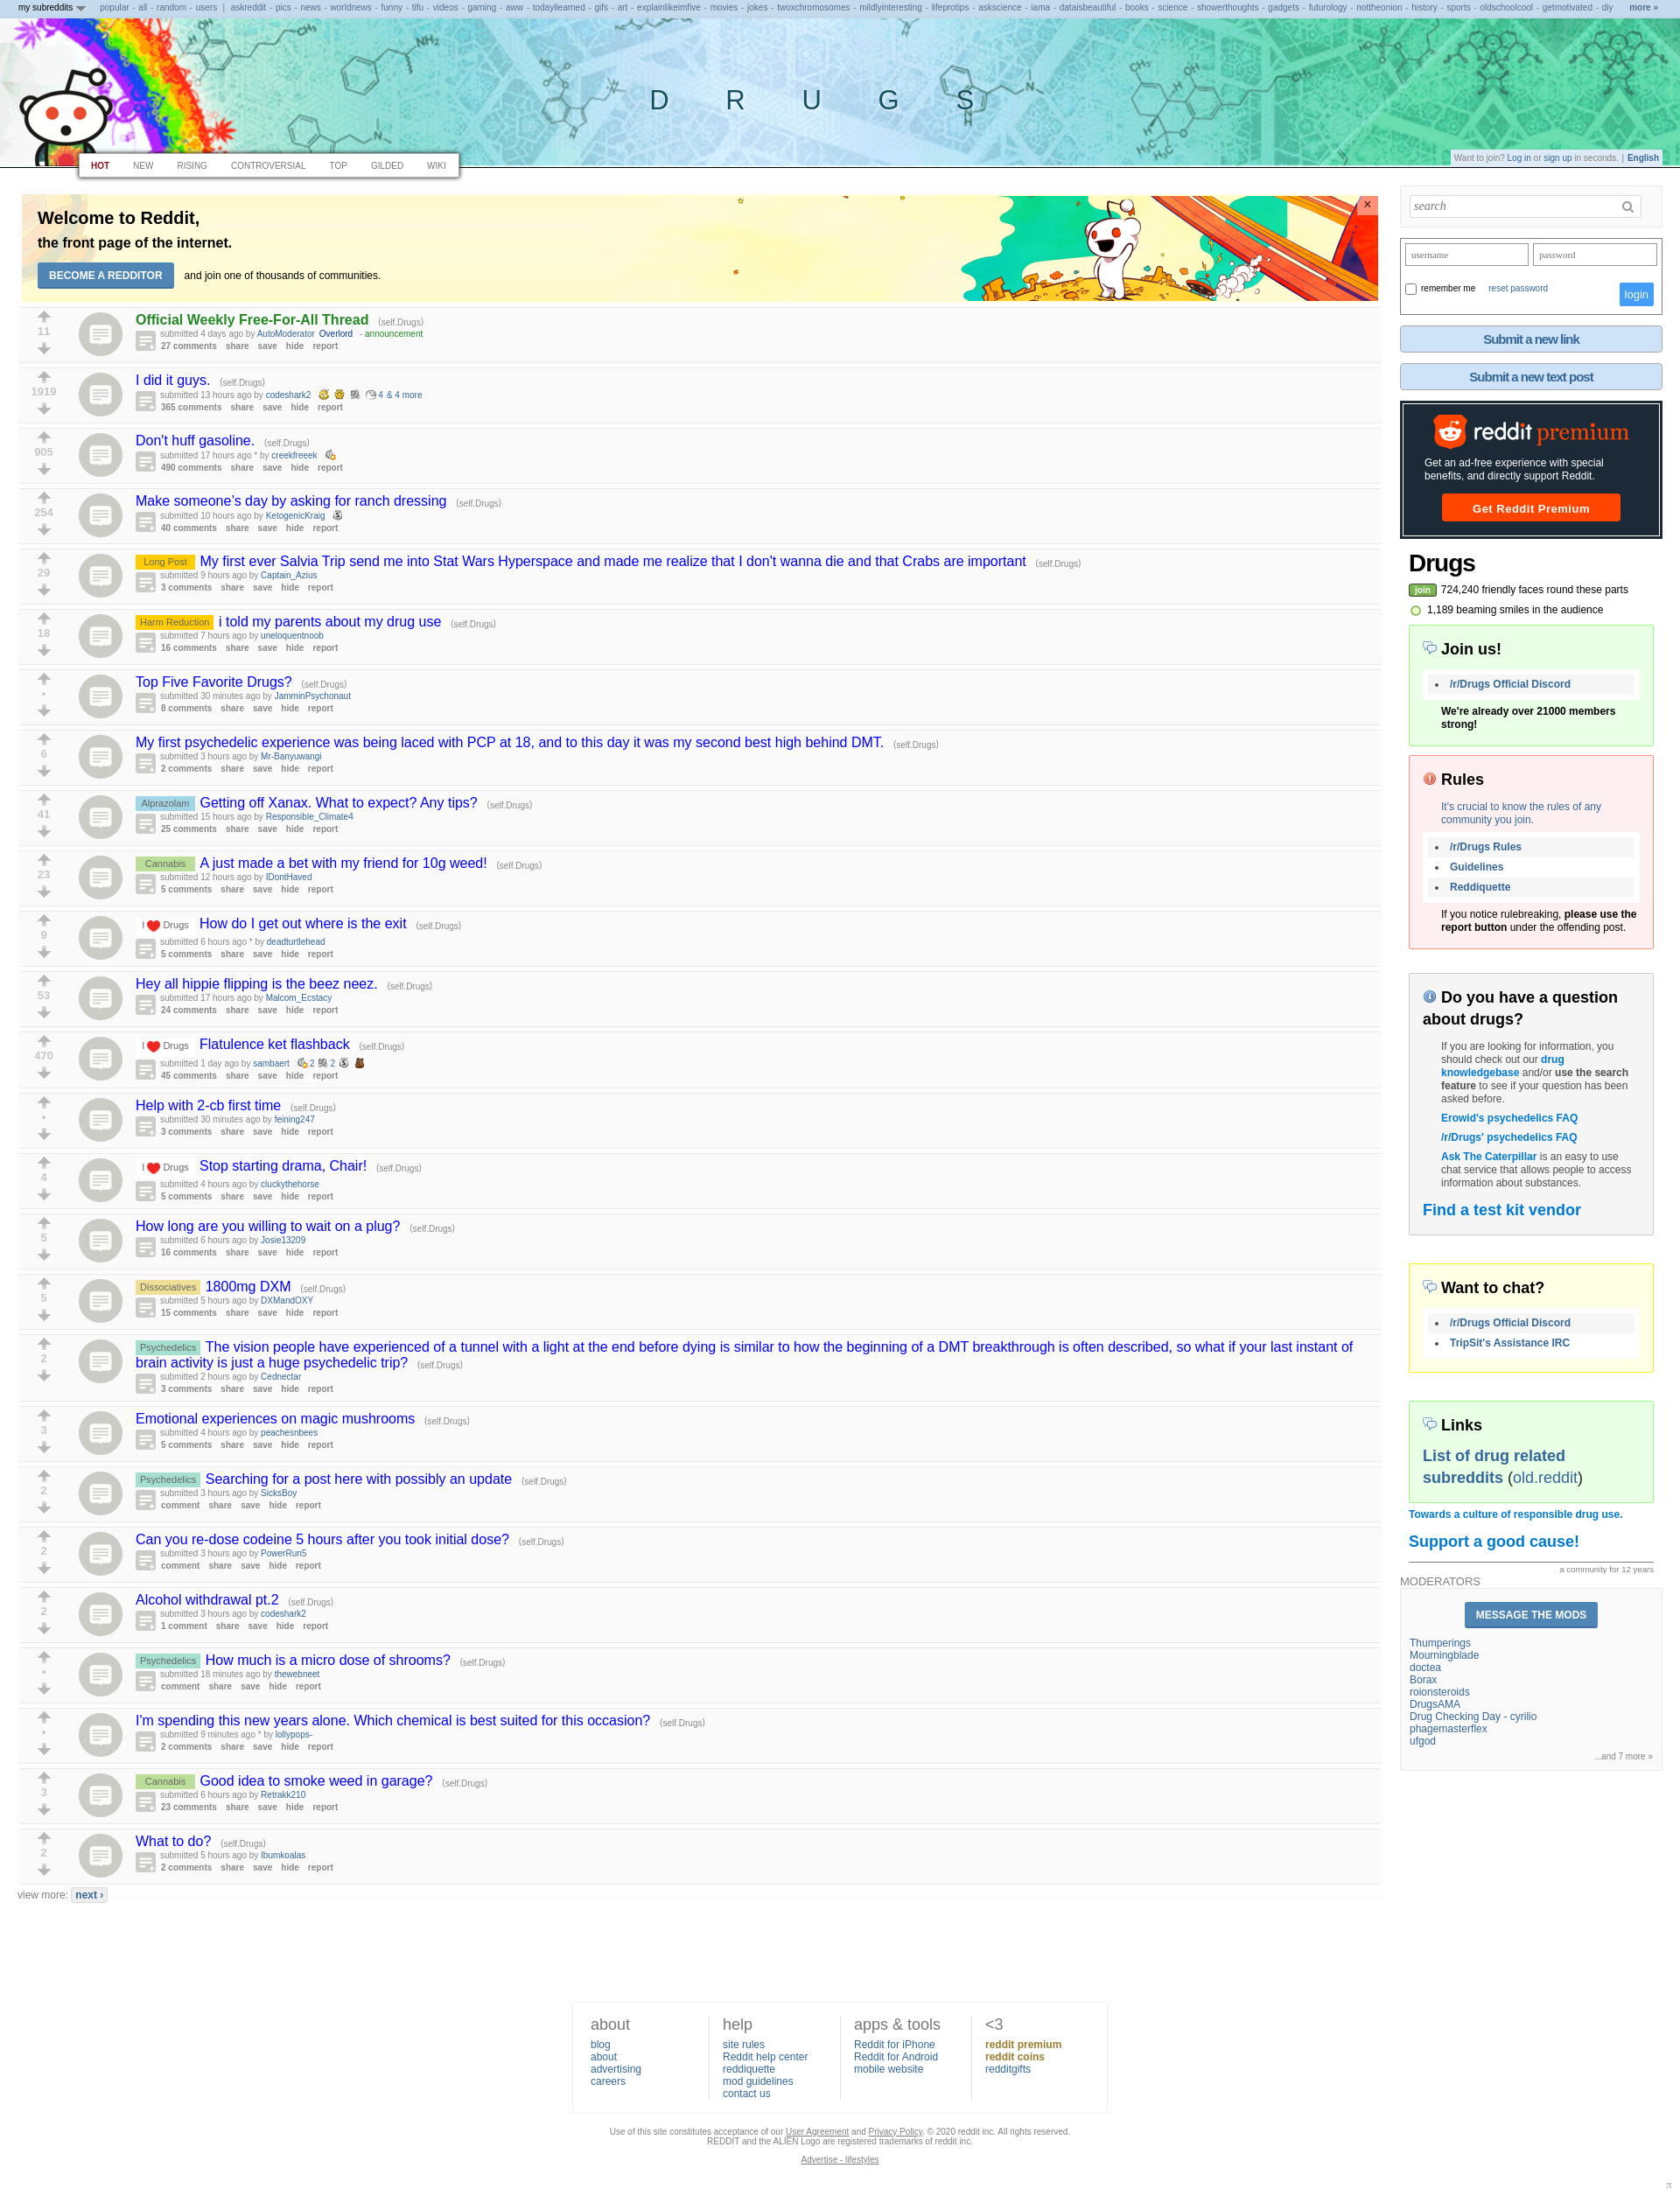 my subreddits popular - all - random - users | askreddit - pics - news - worldnews - funny - tifu - videos - gaming - aww - todayilearned - gifs - art - explainlikeimfive - movies - jokes - twoxchromosomes - mildlyinteresting - lifeprotips - askscience - iama - dataisbeautiful - books - science - showerthoughts - gadgets - futurology - nottheonion - history - sports - oldschoolcool - getmotivated - diy more »
D R U G S
HOT NEW RISING CONTROVERSIAL TOP GILDED WIKI
Want to join? Log in or sign up in seconds. | English
Welcome to Reddit,
the front page of the internet.
BECOME A REDDITOR and join one of thousands of communities.
×
11
Official Weekly Free-For-All Thread (self.Drugs)
submitted 4 days ago by AutoModerator Overlord - announcement
27 comments share save hide report
1919
I did it guys. (self.Drugs)
submitted 13 hours ago by codeshark2 4 & 4 more
365 comments share save hide report
905
Don't huff gasoline. (self.Drugs)
submitted 17 hours ago * by creekfreeek
490 comments share save hide report
254
Make someone's day by asking for ranch dressing (self.Drugs)
submitted 10 hours ago by KetogenicKraig
40 comments share save hide report
29
Long Post My first ever Salvia Trip send me into Stat Wars Hyperspace and made me realize that I don't wanna die and that Crabs are important (self.Drugs)
submitted 9 hours ago by Captain_Azius
3 comments share save hide report
18
Harm Reduction i told my parents about my drug use (self.Drugs)
submitted 7 hours ago by uneloquentnoob
16 comments share save hide report
•
Top Five Favorite Drugs? (self.Drugs)
submitted 30 minutes ago by JamminPsychonaut
8 comments share save hide report
6
My first psychedelic experience was being laced with PCP at 18, and to this day it was my second best high behind DMT. (self.Drugs)
submitted 3 hours ago by Mr-Banyuwangi
2 comments share save hide report
41
Alprazolam Getting off Xanax. What to expect? Any tips? (self.Drugs)
submitted 15 hours ago by Responsible_Climate4
25 comments share save hide report
23
Cannabis A just made a bet with my friend for 10g weed! (self.Drugs)
submitted 12 hours ago by IDontHaved
5 comments share save hide report
9
I ❤ Drugs How do I get out where is the exit (self.Drugs)
submitted 6 hours ago * by deadturtlehead
5 comments share save hide report
53
Hey all hippie flipping is the beez neez. (self.Drugs)
submitted 17 hours ago by Malcom_Ecstacy
24 comments share save hide report
470
I ❤ Drugs Flatulence ket flashback (self.Drugs)
submitted 1 day ago by sambaert 2 2
45 comments share save hide report
•
Help with 2-cb first time (self.Drugs)
submitted 30 minutes ago by feining247
3 comments share save hide report
4
I ❤ Drugs Stop starting drama, Chair! (self.Drugs)
submitted 4 hours ago by cluckythehorse
5 comments share save hide report
5
How long are you willing to wait on a plug? (self.Drugs)
submitted 6 hours ago by Josie13209
16 comments share save hide report
5
Dissociatives 1800mg DXM (self.Drugs)
submitted 5 hours ago by DXMandOXY
15 comments share save hide report
2
Psychedelics The vision people have experienced of a tunnel with a light at the end before dying is similar to how the beginning of a DMT breakthrough is often described, so what if your last instant of
brain activity is just a huge psychedelic trip? (self.Drugs)
submitted 2 hours ago by Cednectar
3 comments share save hide report
3
Emotional experiences on magic mushrooms (self.Drugs)
submitted 4 hours ago by peachesnbees
5 comments share save hide report
2
Psychedelics Searching for a post here with possibly an update (self.Drugs)
submitted 3 hours ago by SicksBoy
comment share save hide report
2
Can you re-dose codeine 5 hours after you took initial dose? (self.Drugs)
submitted 3 hours ago by PowerRun5
comment share save hide report
2
Alcohol withdrawal pt.2 (self.Drugs)
submitted 3 hours ago by codeshark2
1 comment share save hide report
•
Psychedelics How much is a micro dose of shrooms? (self.Drugs)
submitted 18 minutes ago by thewebneet
comment share save hide report
•
I'm spending this new years alone. Which chemical is best suited for this occasion? (self.Drugs)
submitted 9 minutes ago * by lollypops-
2 comments share save hide report
3
Cannabis Good idea to smoke weed in garage? (self.Drugs)
submitted 6 hours ago by Retrakk210
23 comments share save hide report
2
What to do? (self.Drugs)
submitted 5 hours ago by Ibumkoalas
2 comments share save hide report
view more: next ›
search
username password
remember me reset password login
Submit a new link
Submit a new text post
reddit premium
Get an ad-free experience with special
benefits, and directly support Reddit.
Get Reddit Premium
Drugs
join 724,240 friendly faces round these parts
1,189 beaming smiles in the audience
Join us!
• /r/Drugs Official Discord
We're already over 21000 members
strong!
Rules
It's crucial to know the rules of any
community you join.
• /r/Drugs Rules
• Guidelines
• Reddiquette
If you notice rulebreaking, please use the
report button under the offending post.
Do you have a question
about drugs?
If you are looking for information, you
should check out our drug
knowledgebase and/or use the search
feature to see if your question has been
asked before.
Erowid's psychedelics FAQ
/r/Drugs' psychedelics FAQ
Ask The Caterpillar is an easy to use
chat service that allows people to access
information about substances.
Find a test kit vendor
Want to chat?
• /r/Drugs Official Discord
• TripSit's Assistance IRC
Links
List of drug related
subreddits (old.reddit)
Towards a culture of responsible drug use.
Support a good cause!
a community for 12 years
MODERATORS
MESSAGE THE MODS
Thumperings
Mourningblade
doctea
Borax
roionsteroids
DrugsAMA
Drug Checking Day - cyrilio
phagemasterflex
ufgod
...and 7 more »
about
blog
about
advertising
careers
help
site rules
Reddit help center
reddiquette
mod guidelines
contact us
apps & tools
Reddit for iPhone
Reddit for Android
mobile website
<3
reddit premium
reddit coins
redditgifts
Use of this site constitutes acceptance of our User Agreement and Privacy Policy. © 2020 reddit inc. All rights reserved.
REDDIT and the ALIEN Logo are registered trademarks of reddit inc.
Advertise - lifestyles
π